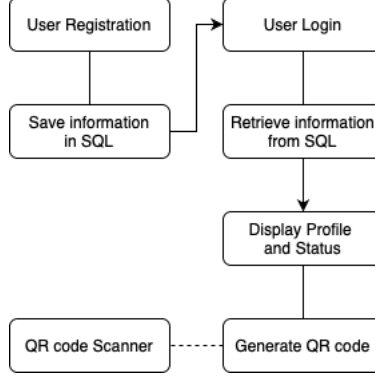 User Registration
User Login
Save information
in SQL
Retrieve information
from SQL
Display Profile
and Status
QR code Scanner
Generate QR code